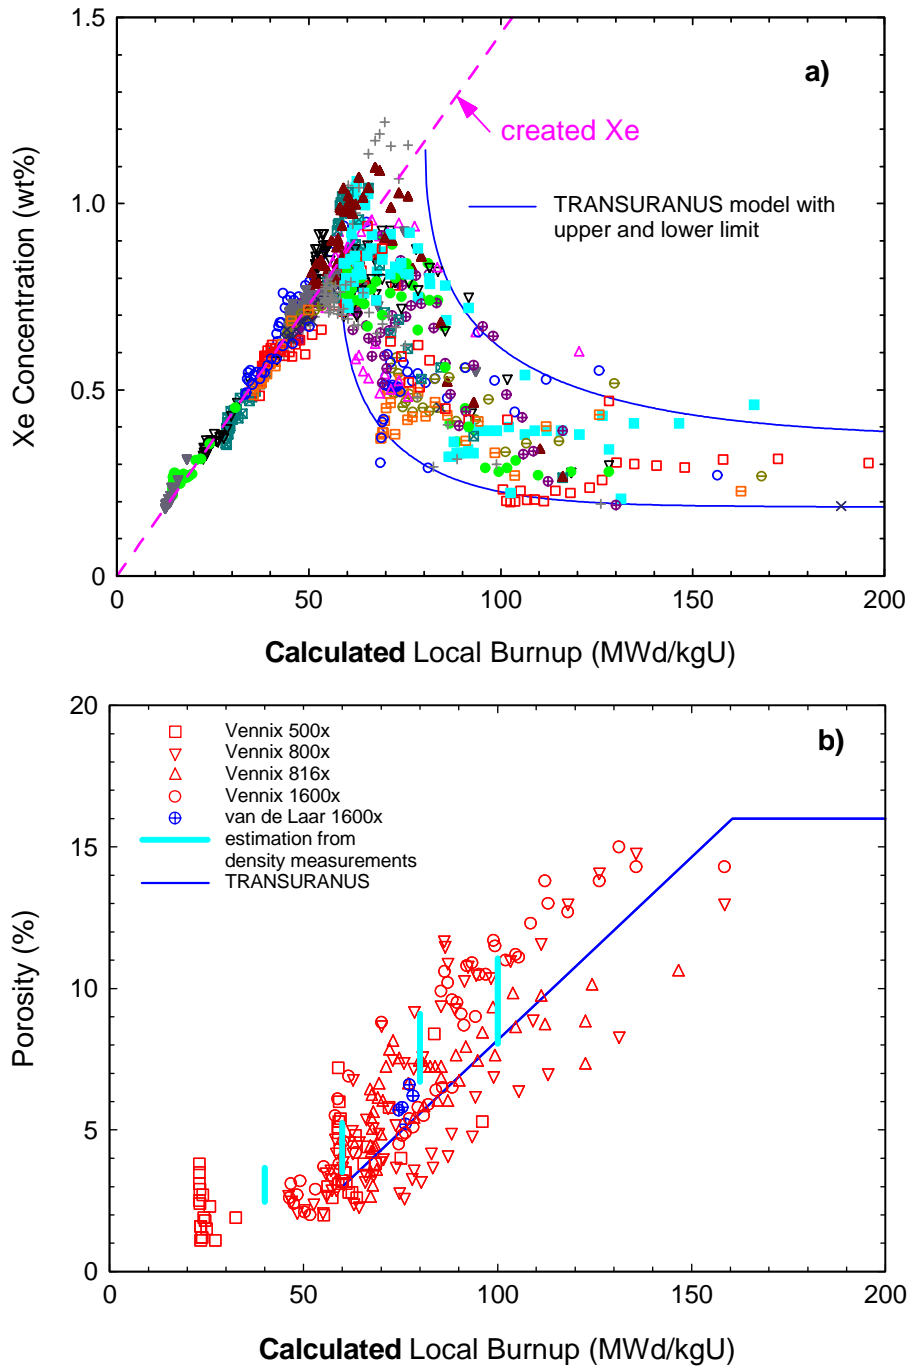 1.5
a)
created Xe
Xe Concentration (wt%)
1.0
TRANSURANUS model with
upper and lower limit
0.5
0
0 50 100 150 200
Calculated Local Burnup (MWd/kgU)
20
b)
Vennix 500x
Vennix 800x
Vennix 816x
Vennix 1600x
van de Laar 1600x
estimation from
density measurements
TRANSURANUS
15
Porosity (%)
10
5
0
0 50 100 150 200
Calculated Local Burnup (MWd/kgU)